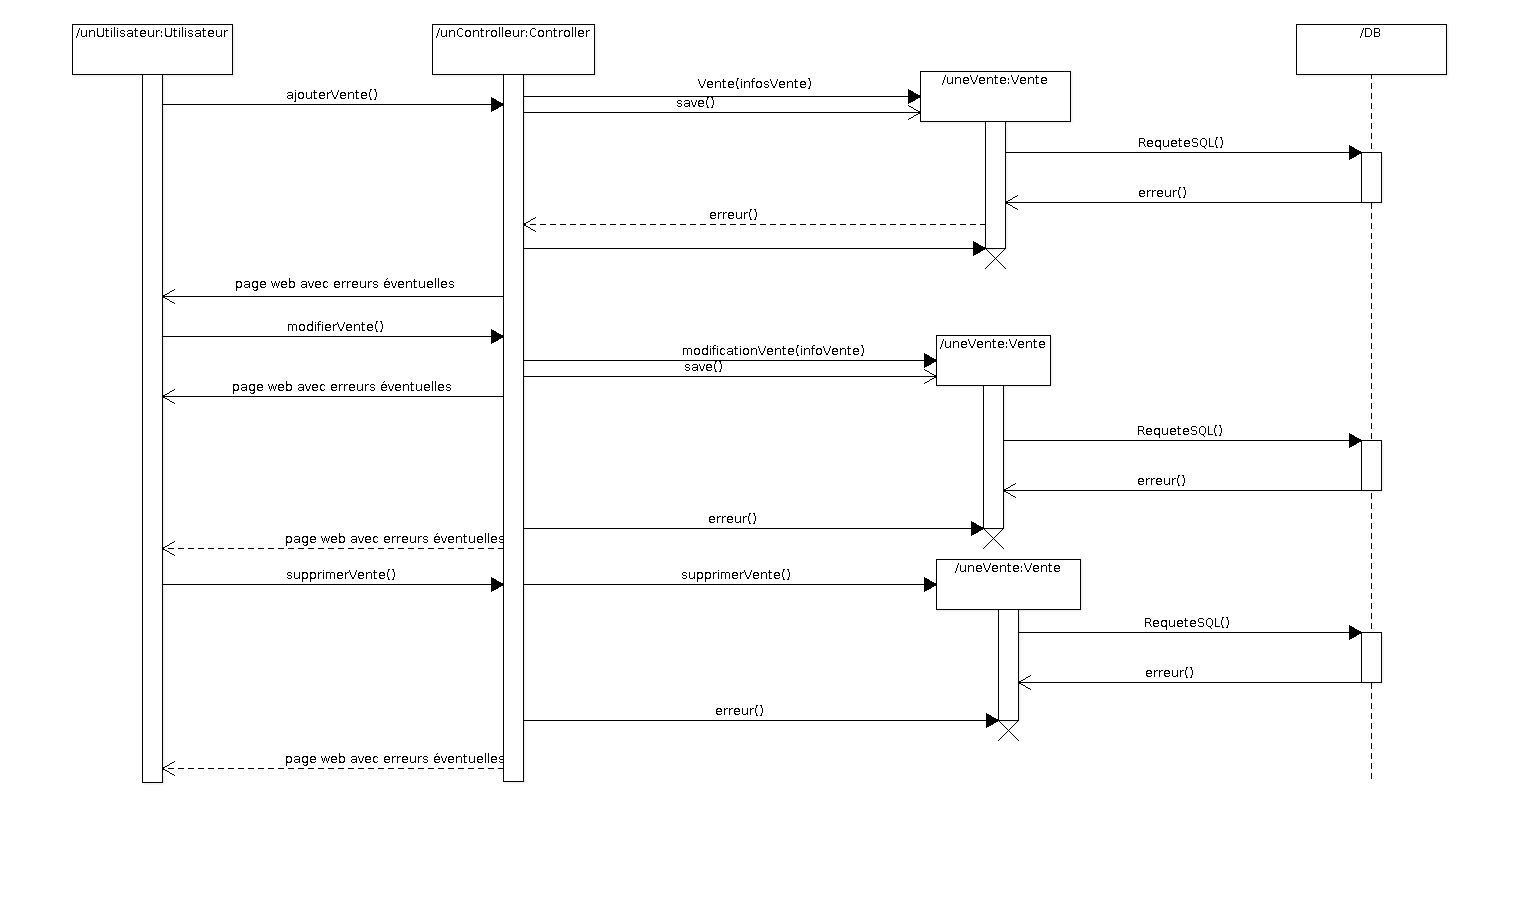 /unUtilisateur:Utilisateur
/unControlleur:Controller
/DB
/uneVente:Vente
Vente(infosVente)
ajouterVente()
save()
RequeteSQL()
erreur()
erreur()
page web avec erreurs éventuelles
modifierVente()
/uneVente:Vente
modificationVente(infoVente)
save()
page web avec erreurs éventuelles
RequeteSQL()
erreur()
erreur()
page web avec erreurs éventuelles
/uneVente:Vente
supprimerVente()
supprimerVente()
RequeteSQL()
erreur()
erreur()
page web avec erreurs éventuelles